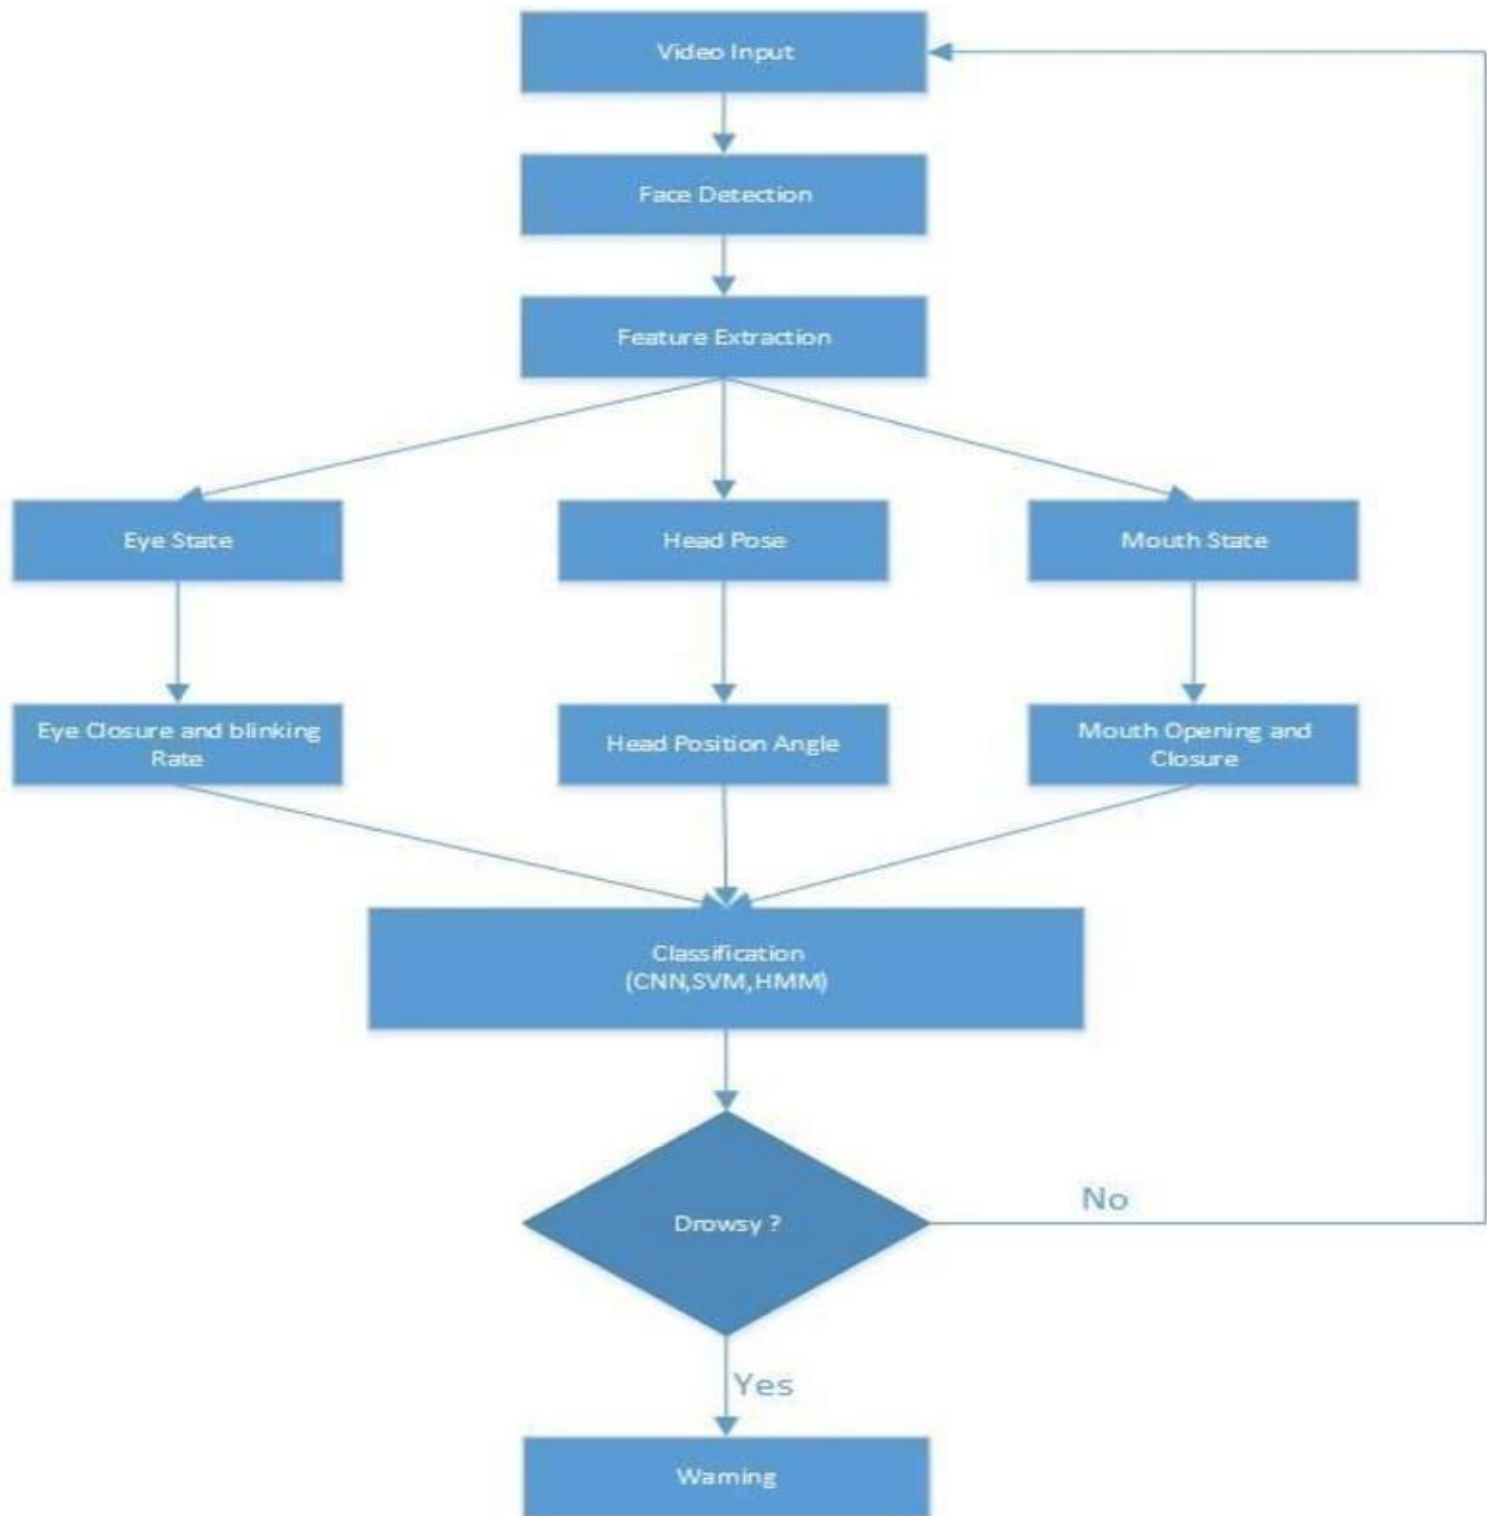 Video Input
Face Detection
Feature Extraction
Eye State
Head Pose
Mouth State
Eye Closure and blinking
Rate
Head Position Angle
Mouth Opening and
Closure
Classification
(CNN,SVM,HMM)
Drowsy ?
No
Yes
Warning